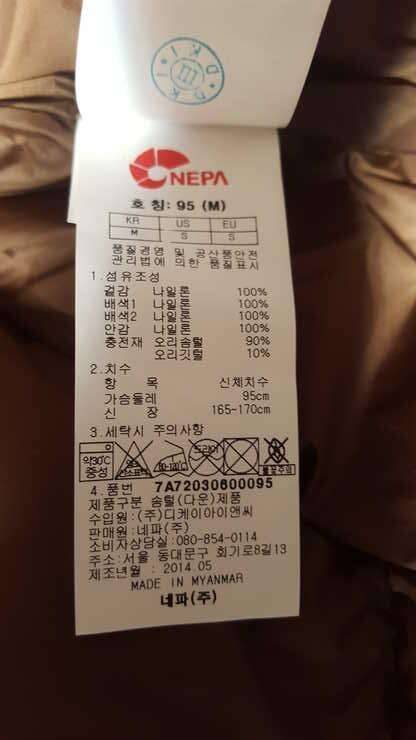 DKI DKI
NEPA
호 칭: 95 (M)
KR US EU
M S S
품질경영 및 공산품안전
관리법에 의한 품질표시
1.섬유조성
겉감 나일론 100%
배색1 나일론 100%
배색2 나일론 100%
안감 나일론 100%
충전재 오리솜털 90%
오리깃털 10%
2.치수
항 목 신체치수
가슴둘레 95cm
신 장 165-170cm
3.세탁시 주의사항
약30℃
중성
드라이
4.품번 7A72030600095
제품구분 솜털(다운)제품
수입원:(주)디케이아이앤씨
판매원:네파(주)
소비자상담실:080-854-0114
주소:서울 동대문구 회기로8길13
제조년월 : 2014.05
MADE IN MYANMAR
네파(주)